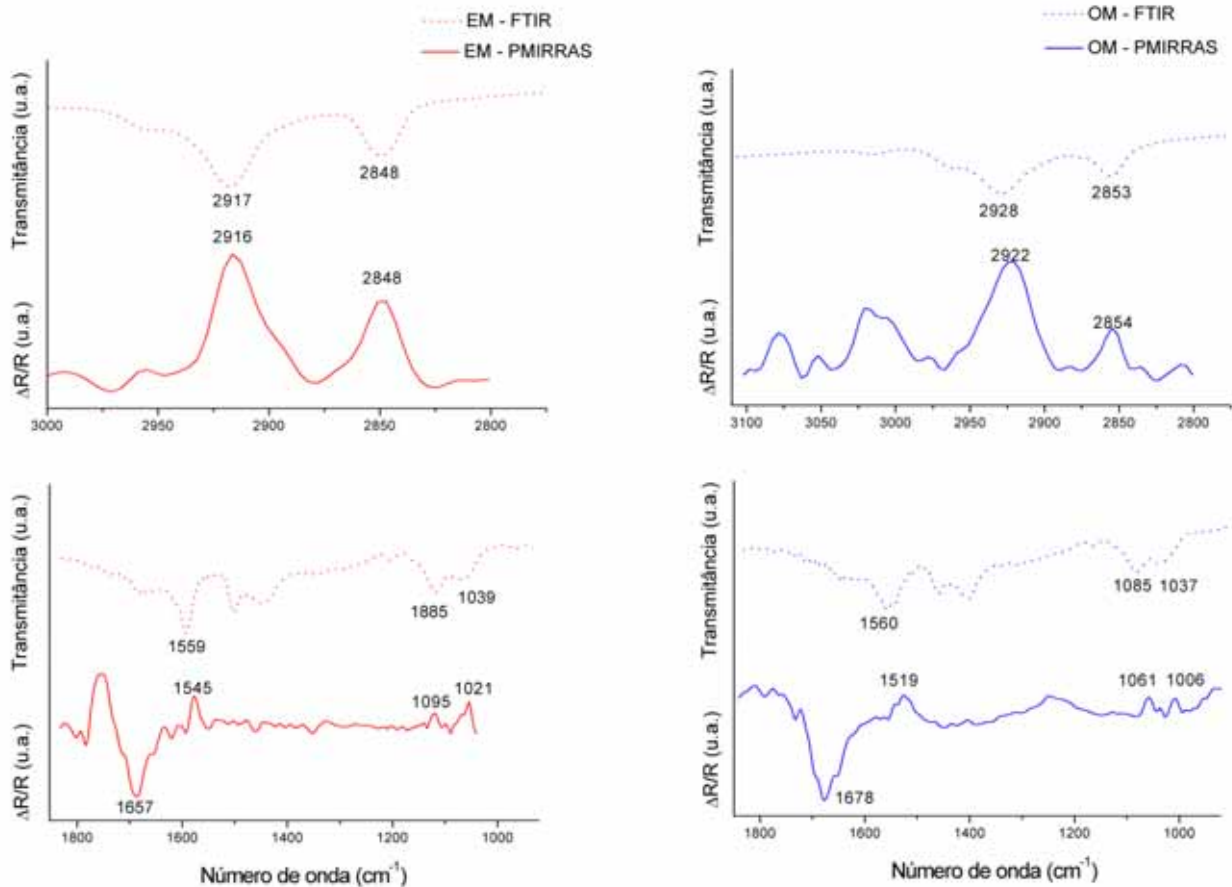 EM - FTIR
EM - PMIRRAS
Transmitância (u.a.)
ΔR/R (u.a.)
2917
2848
2916
2848
3000 2950 2900 2850 2800
OM - FTIR
OM - PMIRRAS
Transmitância (u.a.)
ΔR/R (u.a.)
2928
2853
2922
2854
3100 3050 3000 2950 2900 2850 2800
Transmitância (u.a.)
ΔR/R (u.a.)
1559
1885
1039
1545
1095
1021
1657
1800 1600 1400 1200 1000
Número de onda (cm⁻¹)
Transmitância (u.a.)
ΔR/R (u.a.)
1560
1085 1037
1519
1061 1006
1678
1800 1600 1400 1200 1000
Número de onda (cm⁻¹)